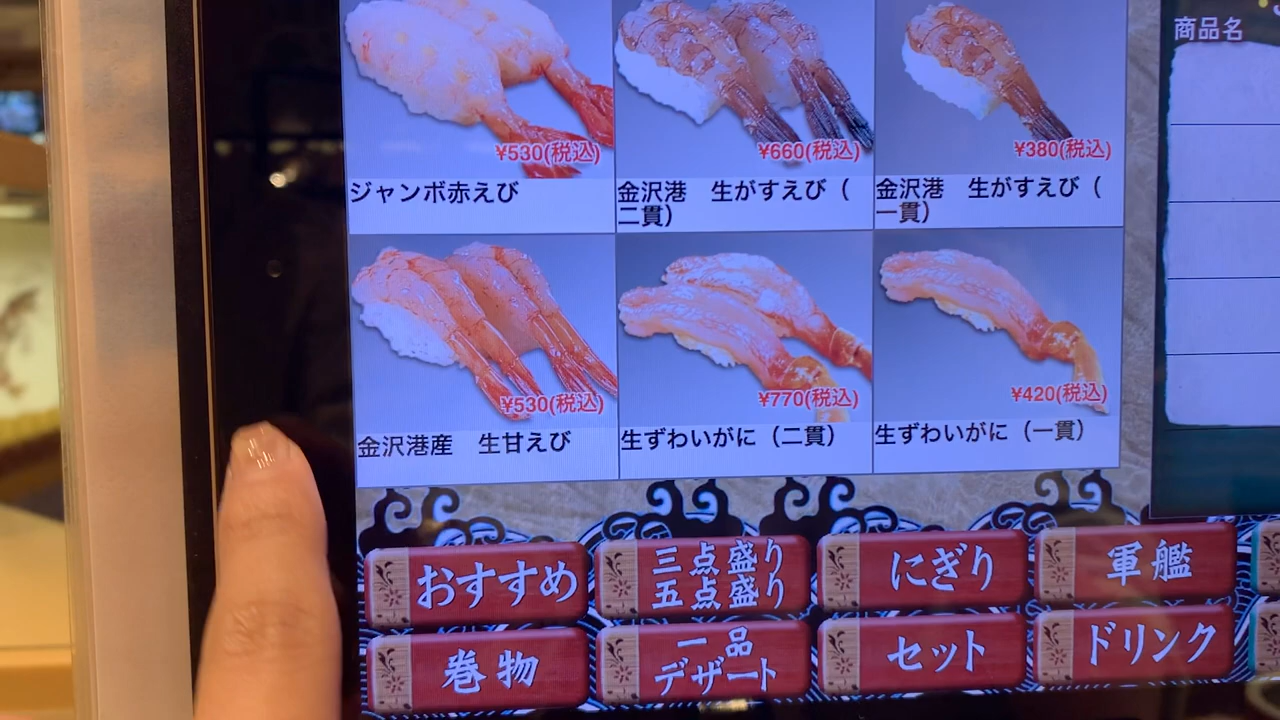 商品名
¥530(税込)
ジャンボ赤えび
¥660(税込)
金沢港　生がすえび（
二貫）
¥380(税込)
金沢港　生がすえび（
一貫）
¥530(税込)
金沢港産　生甘えび
¥770(税込)
生ずわいがに（二貫）
¥420(税込)
生ずわいがに（一貫）
おすすめ
三点盛り
五点盛り
にぎり
軍艦
巻物
一品
デザート
セット
ドリンク